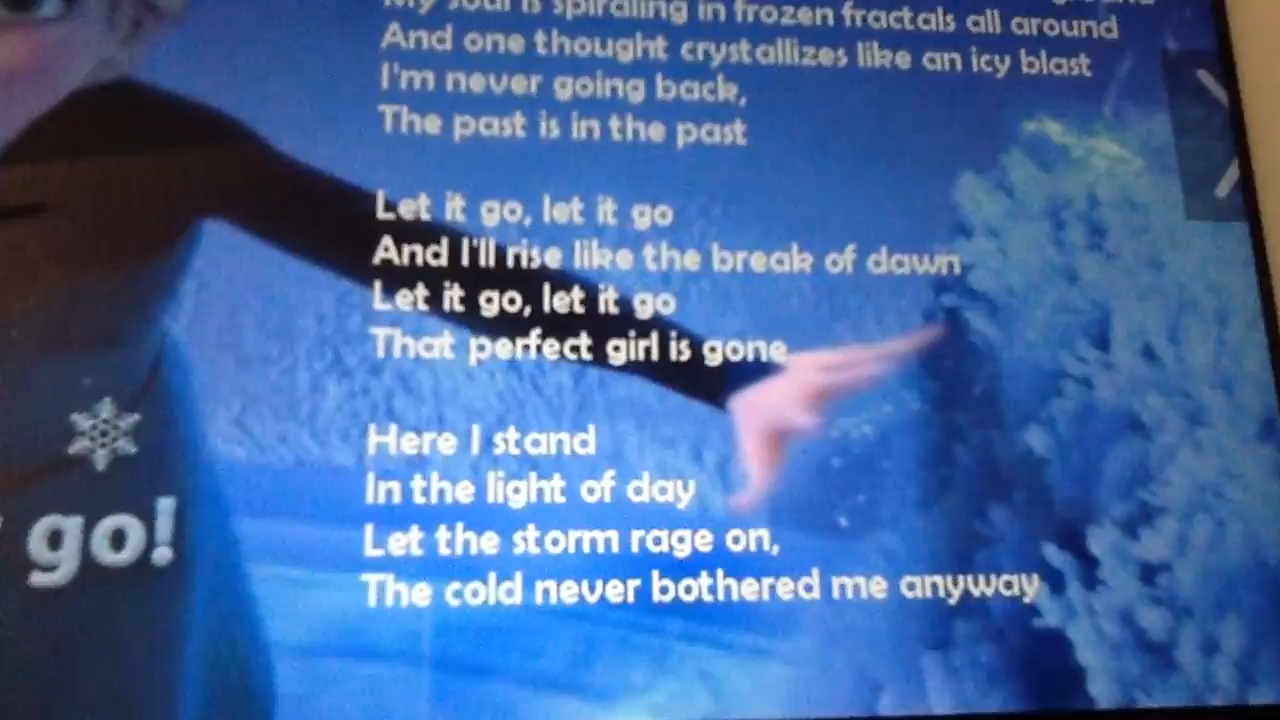 My soul is spiraling in frozen fractals all around
And one thought crystallizes like an icy blast
I'm never going back,
The past is in the past
Let it go, let it go
And I'll rise like the break of dawn
Let it go, let it go
That perfect girl is gone
Here I stand
In the light of day
Let the storm rage on,
The cold never bothered me anyway
go!